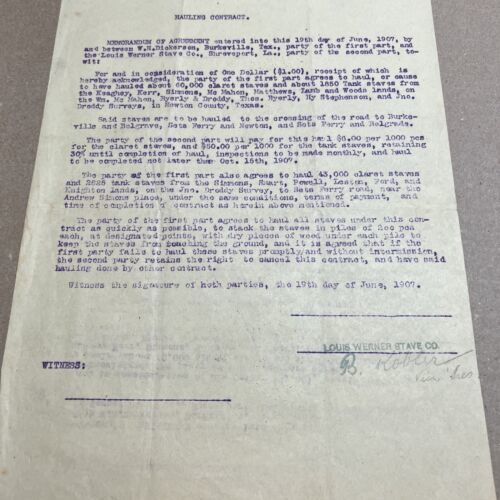 HAULING CONTRACT.
MEMORANDUM OF AGREEMENT entered into this 19th day of June, 1907, by
and between W.H.Dickerson, Burkeville, Tex., party of the first part, and
the Louis Werner Stave Co., Shreveport, La., party of the second part, to-
wit:
For and in consideration of One Dollar ($1.00), receipt of which is
hereby acknowledged, the party of the first part agrees to haul, or cause
to have hauled about 60,000 claret staves and about 1850 Tank staves from
the Keaghey, Kerr, Simmons, Mc Mahon, Matthews, Lamb and Woods lands, on
the Wm. Mc Mahon, Byerly & Droddy, Thos. Byerly, Hy Stephenson, and Jno.
Droddy Surveys, in Newton County, Texas.
Said staves are to be hauled to the crossing of the road to Burke-
ville and Belgrave, Sots Ferry and Newton, and Sots Ferry and Belgrade.
The party of the second part will pay for this haul $6.00 per 1000 pcs
for the claret staves, and $50.00 per 1000 for the tank staves, retaining
30% until completion of haul, inspections to be made monthly, and haul
to be completed not later than Oct. 15th, 1907.
The party of the first part also agrees to haul 43,000 claret staves
and 2825 tank staves from the Simmons, Powell, Ford, and
Knighton Lands, on the Jno. Droddy Survey, to Sots Ferry road, near the
Andrew Simons place, under the same conditions, terms of payment, and
time of completion of contract as herein above mentioned.
The party of the first part agrees to haul all staves under this con-
tract as quickly as possible, to stack the staves in piles of pcs
each, at designated points, with dry pieces of wood under each pile to
keep the staves from touching the ground, and it is agreed that if the
first party fails to haul these staves promptly/and without intermission,
the second party retains the right to cancel this contract, and have said
hauling done by other contract.
Witness the signature of both parties, the 19th day of June, 1907.
LOUIS WERNER STAVE CO.
WITNESS: